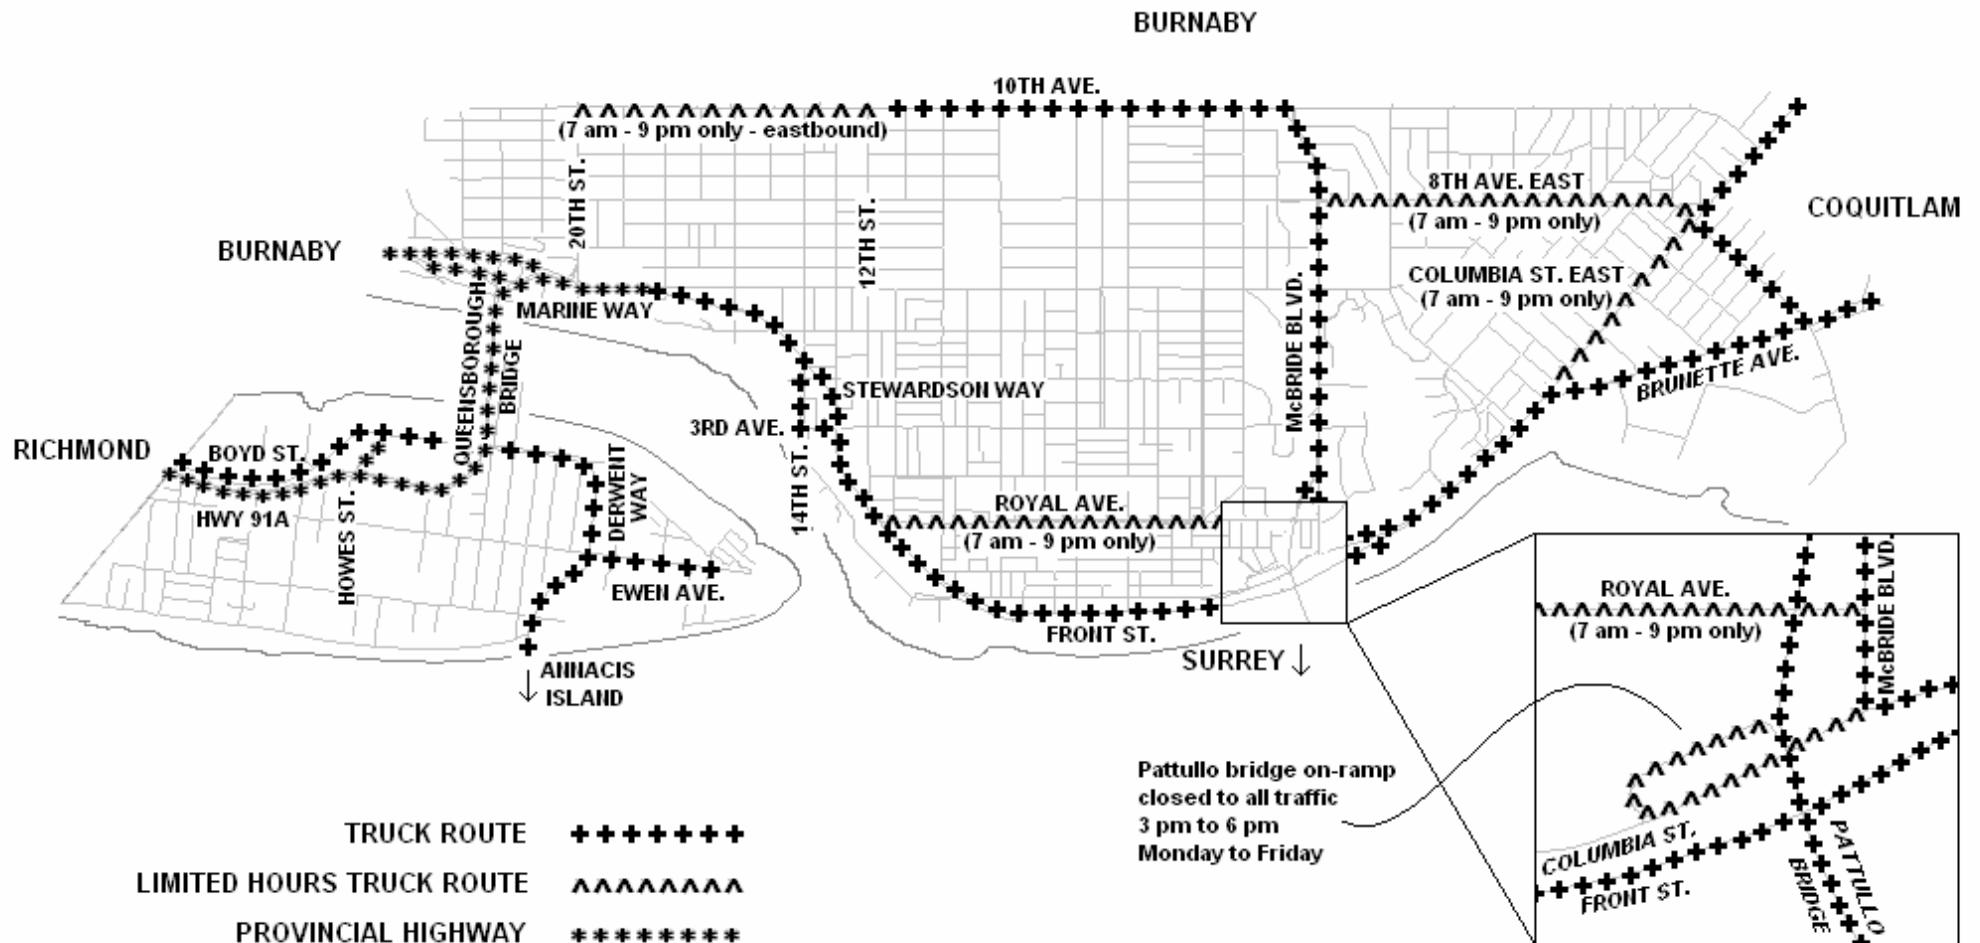 BURNABY
10TH AVE.
(7 am - 9 pm only - eastbound)
20TH ST.
12TH ST.
8TH AVE. EAST
(7 am - 9 pm only)
COQUITLAM
BURNABY
COLUMBIA ST. EAST
(7 am - 9 pm only)
McBRIDE BLVD.
MARINE WAY
QUEENSBOROUGH
BRIDGE
STEWARDSON WAY
BRUNETTE AVE.
3RD AVE.
RICHMOND
BOYD ST.
14TH ST.
DERWENT
WAY
HWY 91A
HOWES ST.
ROYAL AVE.
(7 am - 9 pm only)
EWEN AVE.
FRONT ST.
SURREY
ANNACIS
ISLAND
ROYAL AVE.
(7 am - 9 pm only)
McBRIDE BLVD.
Pattullo bridge on-ramp
closed to all traffic
3 pm to 6 pm
Monday to Friday
COLUMBIA ST.
FRONT ST.
PATTULLO
BRIDGE
TRUCK ROUTE
LIMITED HOURS TRUCK ROUTE
PROVINCIAL HIGHWAY